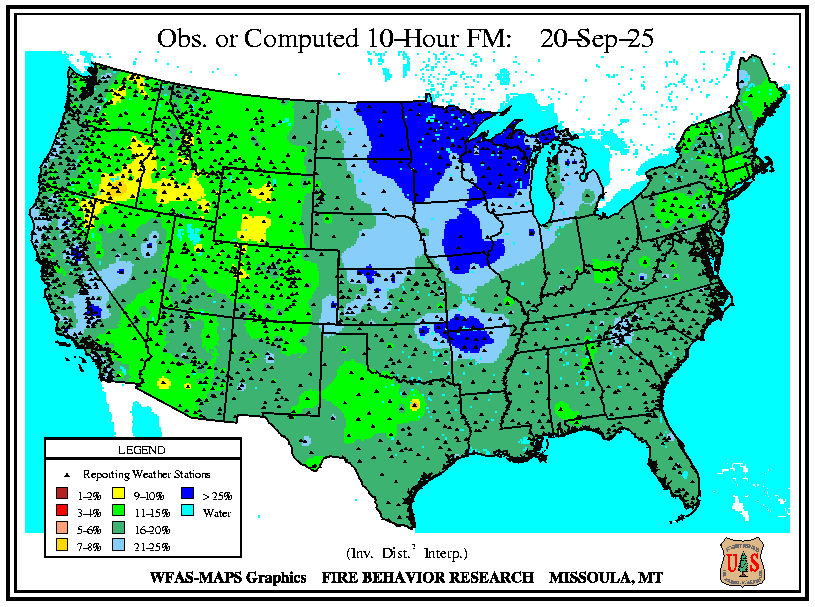 Obs. or Computed 10-Hour FM: 20-Sep-25
LEGEND
Reporting Weather Stations
1-2% 9-10% > 25%
3-4% 11-15% Water
5-6% 16-20%
7-8% 21-25%
(Inv. Dist.² Interp.)
WFAS-MAPS Graphics FIRE BEHAVIOR RESEARCH MISSOULA, MT
U S